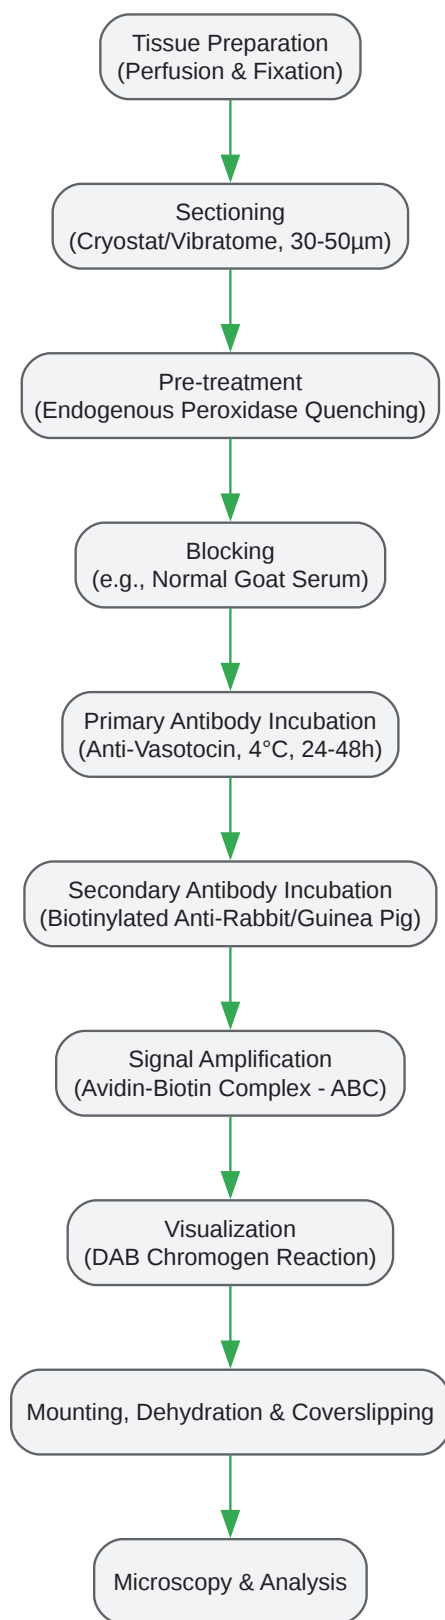 Tissue Preparation
(Perfusion & Fixation)
Sectioning
(Cryostat/Vibratome, 30-50µm)
Pre-treatment
(Endogenous Peroxidase Quenching)
Blocking
(e.g., Normal Goat Serum)
Primary Antibody Incubation
(Anti-Vasotocin, 4°C, 24-48h)
Secondary Antibody Incubation
(Biotinylated Anti-Rabbit/Guinea Pig)
Signal Amplification
(Avidin-Biotin Complex - ABC)
Visualization
(DAB Chromogen Reaction)
Mounting, Dehydration & Coverslipping
Microscopy & Analysis